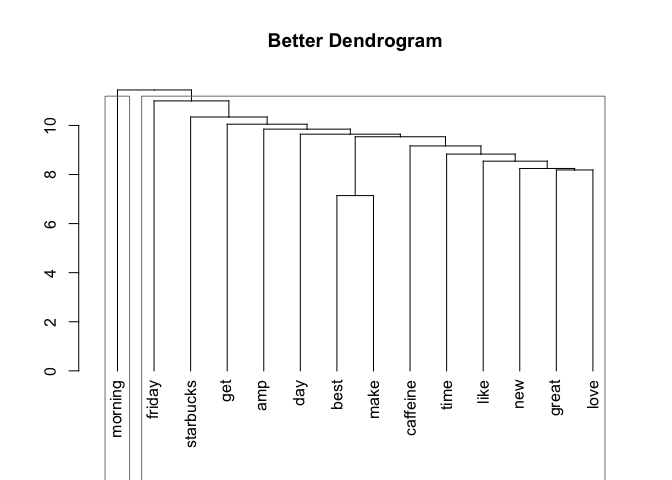 Better Dendrogram
10
8
6
4
2
0
morning
friday
starbucks
get
amp
day
best
make
caffeine
time
like
new
great
love